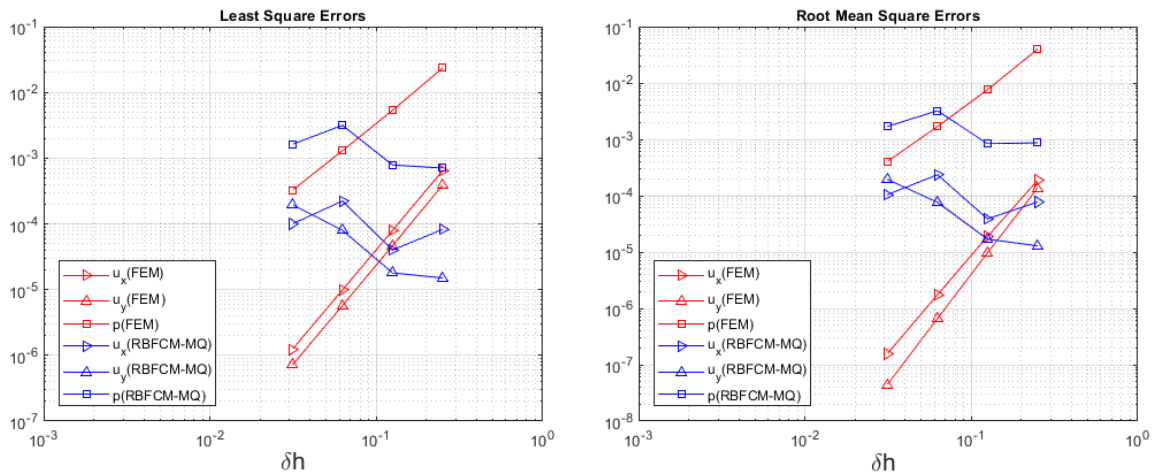 Least Square Errors
10^-1
10^-2
10^-3
10^-4
10^-5
10^-6
10^-7
u_x(FEM)
u_y(FEM)
p(FEM)
u_x(RBFCM-MQ)
u_y(RBFCM-MQ)
p(RBFCM-MQ)
10^-3
10^-2
10^-1
10^0
δh
Root Mean Square Errors
10^-1
10^-2
10^-3
10^-4
10^-5
10^-6
10^-7
10^-8
u_x(FEM)
u_y(FEM)
p(FEM)
u_x(RBFCM-MQ)
u_y(RBFCM-MQ)
p(RBFCM-MQ)
10^-3
10^-2
10^-1
10^0
δh